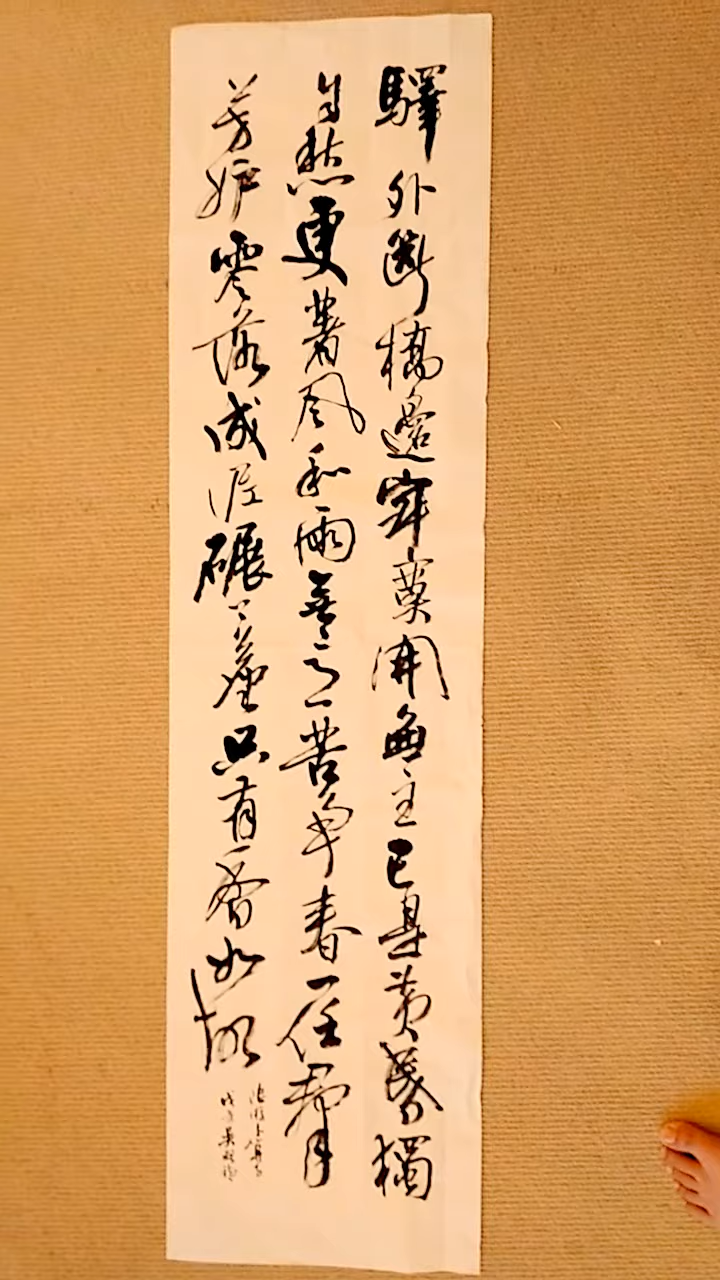 驛外斷橋邊寂寞開無主已是黃昏獨
自愁更著風和雨無意苦爭春一任群
芳妒零落成泥碾作塵只有香如故